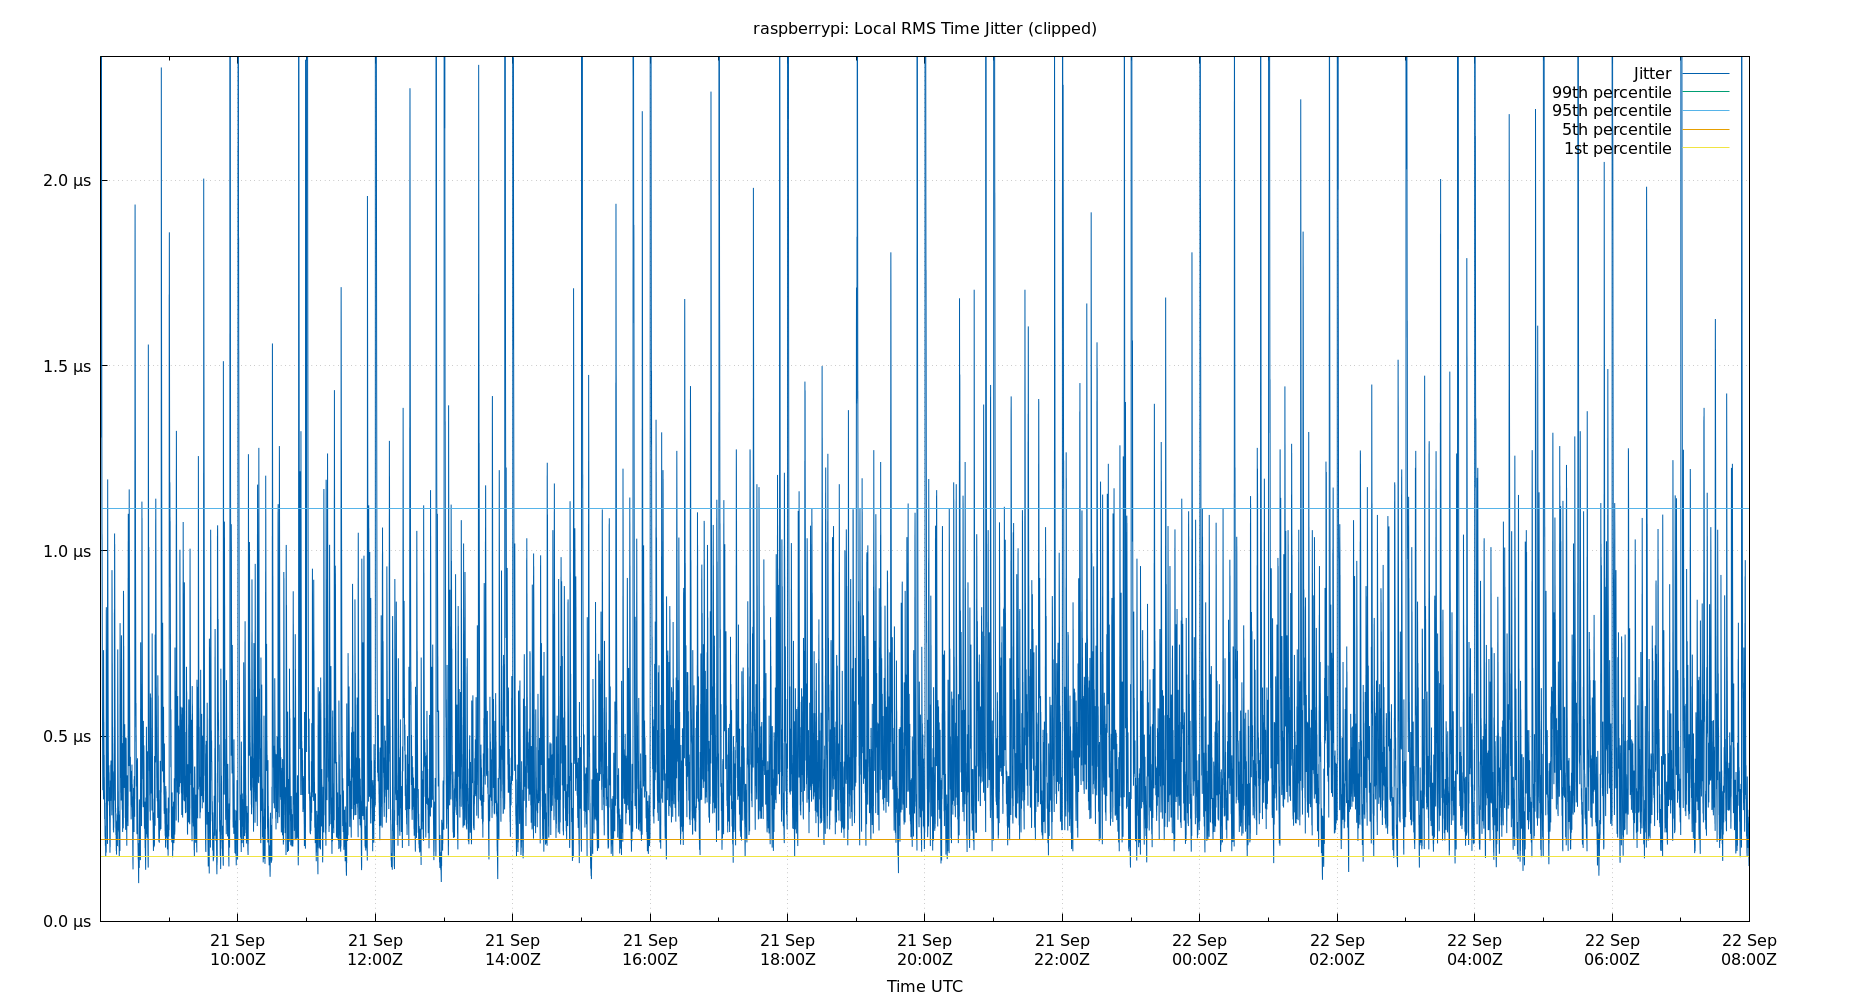 raspberrypi: Local RMS Time Jitter (clipped)
Jitter
99th percentile
95th percentile
5th percentile
1st percentile
2.0 μs
1.5 μs
1.0 μs
0.5 μs
0.0 μs
21 Sep 21 Sep 21 Sep 21 Sep 21 Sep 21 Sep 21 Sep 22 Sep 22 Sep 22 Sep 22 Sep 22 Sep
10:00Z 12:00Z 14:00Z 16:00Z 18:00Z 20:00Z 22:00Z 00:00Z 02:00Z 04:00Z 06:00Z 08:00Z
Time UTC